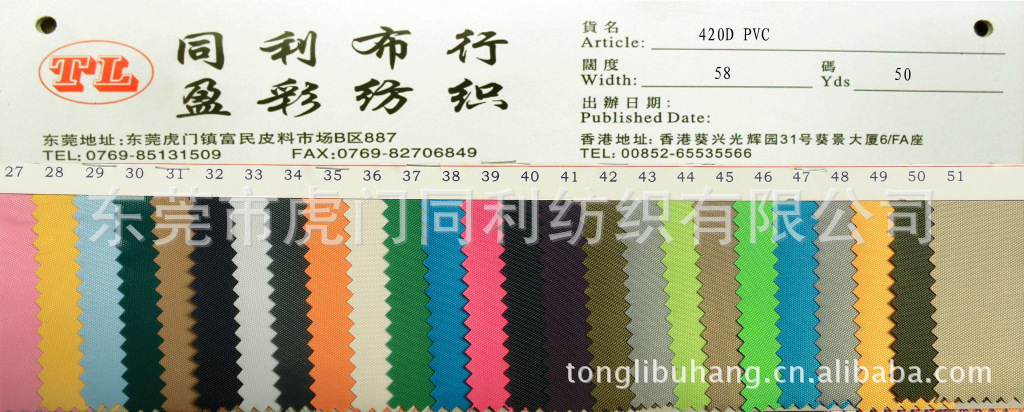 TL
同利布行
盈彩纺织
东莞地址:东莞虎门镇富民皮料市场B区887
TEL:0769-85131509 FAX:0769-82706849
貨名
Article: 420D PVC
闊度 碼
Width: 58 Yds 50
出辦日期:
Published Date:
香港地址: 香港葵兴光辉园31号葵景大厦6/FA座
TEL: 00852-65535566
27 28 29 30 31 32 33 34 35 36 37 38 39 40 41 42 43 44 45 46 47 48 49 50 51
东莞市虎门同利纺织有限公司
tonglibuhang.cn.alibaba.com